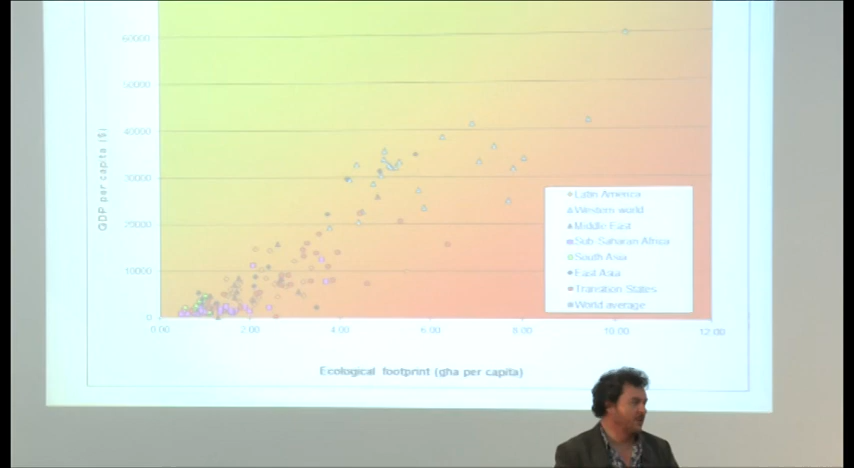 60000
50000
40000
30000
20000
10000
0
GDP per capita ($)
0.00 2.00 4.00 6.00 8.00 10.00 12.00
Ecological footprint (gha per capita)
Latin America
Western world
Middle East
Sub-Saharan Africa
South Asia
East Asia
Transition States
World average